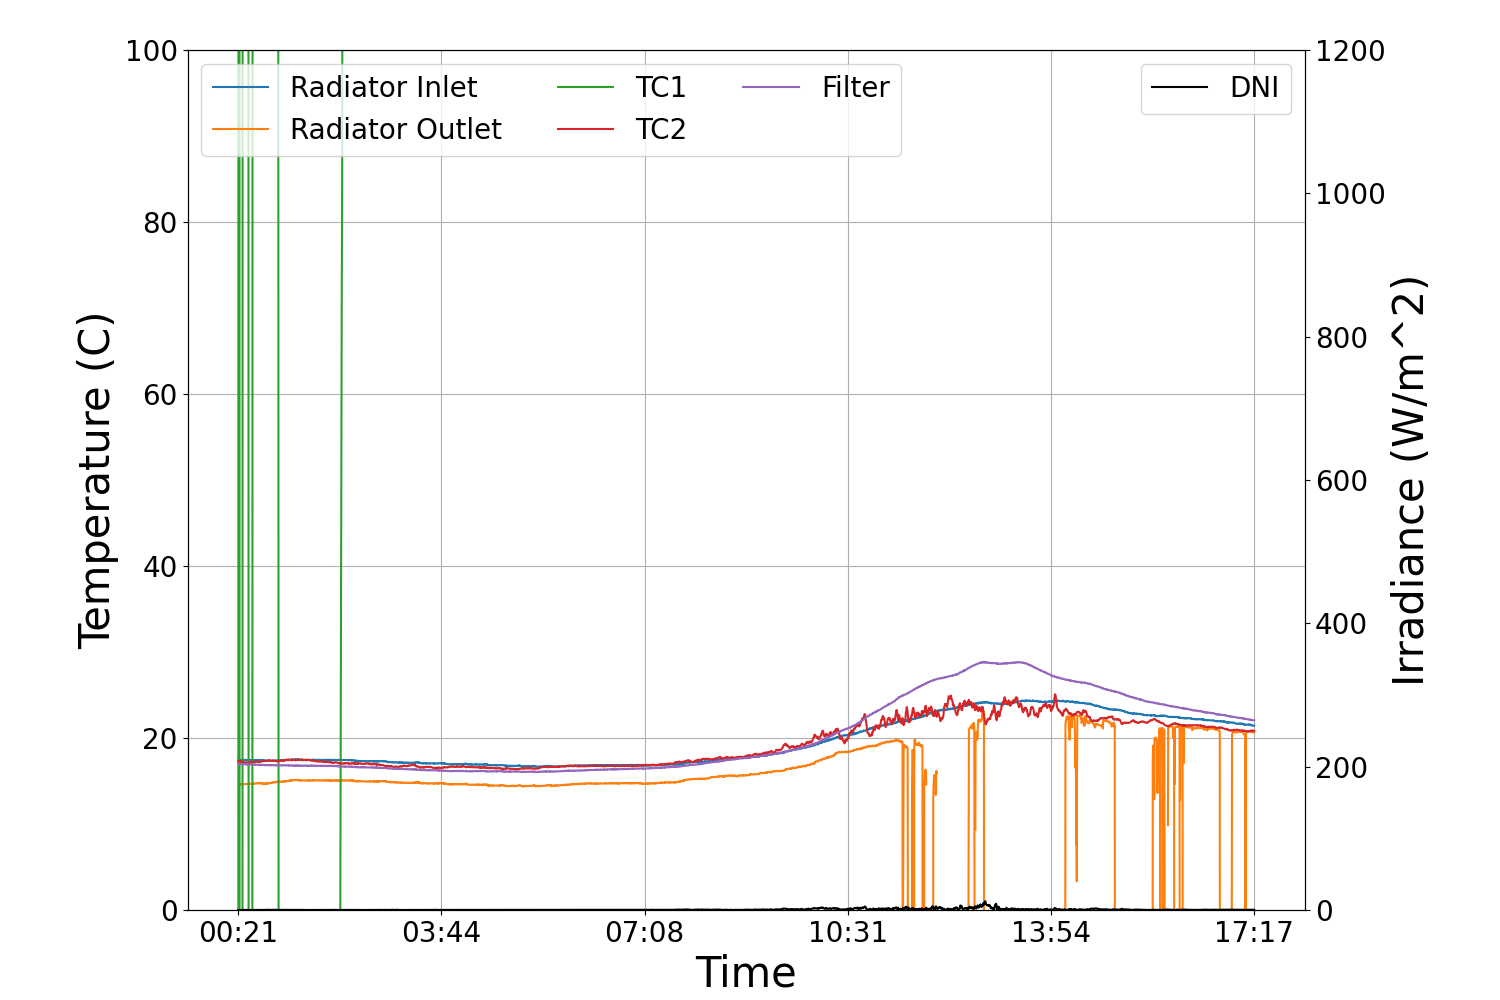 100
80
60
40
20
0
Temperature (C)
Radiator Inlet
Radiator Outlet
TC1
TC2
Filter
DNI
1200
1000
800
600
400
200
0
Irradiance (W/m^2)
00:21 03:44 07:08 10:31 13:54 17:17
Time